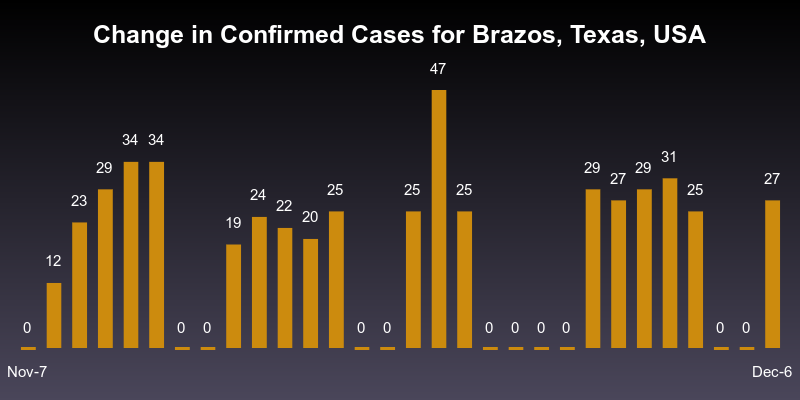 Change in Confirmed Cases for Brazos, Texas, USA
0 12 23 29 34 34 0 0 19 24 22 20 25 0 0 25 47 25 0 0 0 0 29 27 29 31 25 0 0 27
Nov-7 Dec-6